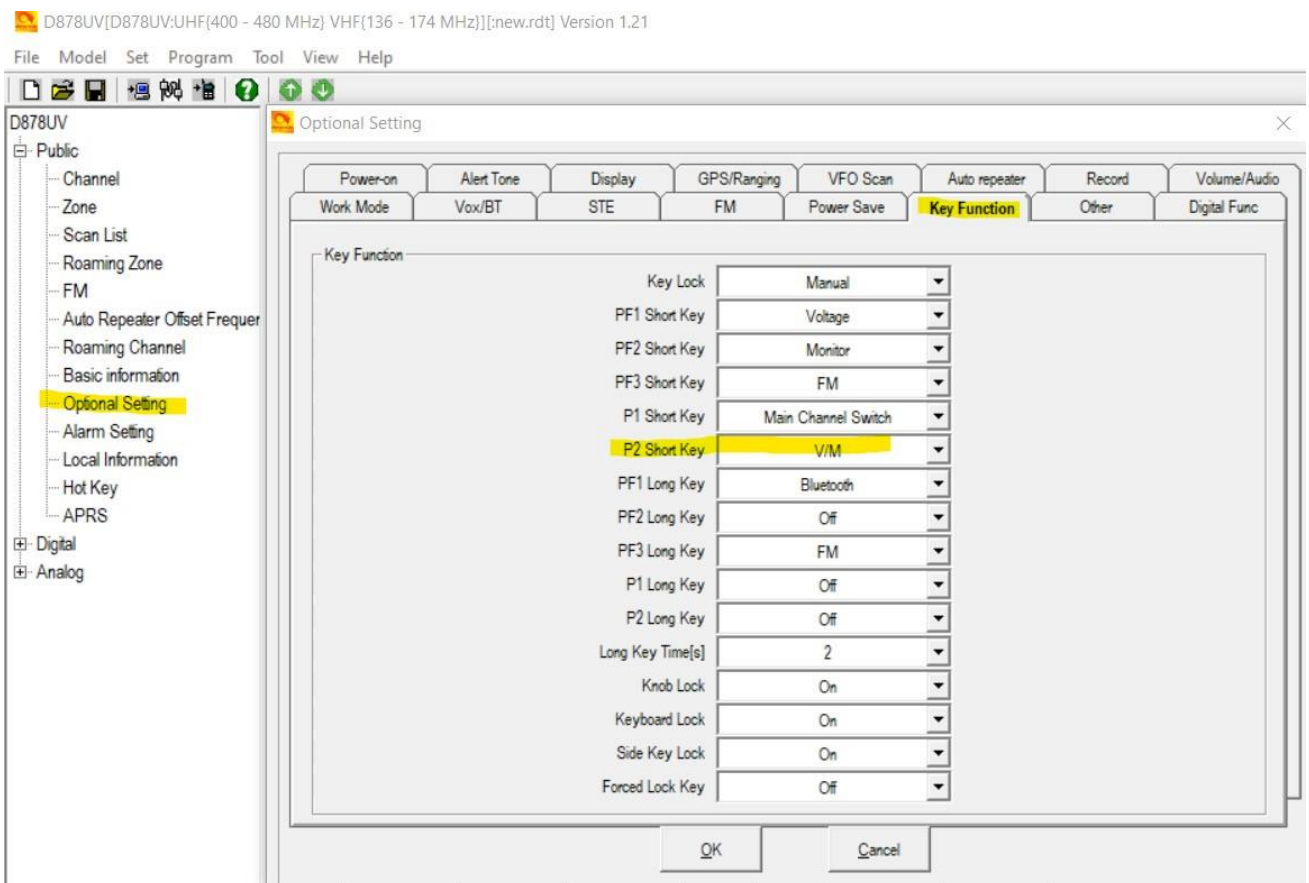 D878UV[D878UV:UHF{400 - 480 MHz} VHF{136 - 174 MHz}][:new.rdt] Version 1.21
File Model Set Program Tool View Help
D878UV
Public
Channel
Zone
Scan List
Roaming Zone
FM
Auto Repeater Offset Frequer
Roaming Channel
Basic information
Optional Setting
Alarm Setting
Local Information
Hot Key
APRS
Digital
Analog
Optional Setting
Power-on Alert Tone Display GPS/Ranging VFO Scan Auto repeater Record Volume/Audio
Work Mode Vox/BT STE FM Power Save Key Function Other Digital Func
Key Function
Key Lock Manual
PF1 Short Key Voltage
PF2 Short Key Monitor
PF3 Short Key FM
P1 Short Key Main Channel Switch
P2 Short Key V/M
PF1 Long Key Bluetooth
PF2 Long Key Off
PF3 Long Key FM
P1 Long Key Off
P2 Long Key Off
Long Key Time[s] 2
Knob Lock On
Keyboard Lock On
Side Key Lock On
Forced Lock Key Off
OK Cancel